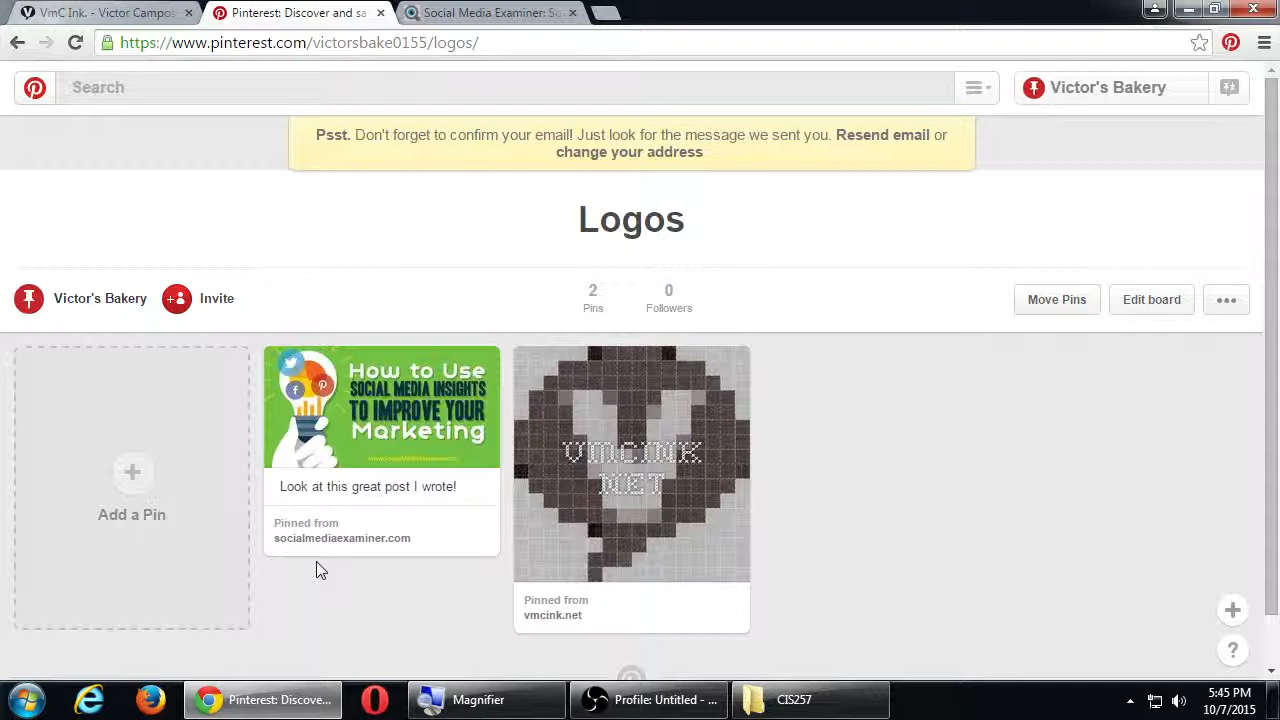 VmC Ink. - Victor Campos
Pinterest: Discover and sa
Social Media Examiner: Se
https://www.pinterest.com/victorsbake0155/logos/
Search
Victor's Bakery
Psst. Don't forget to confirm your email! Just look for the message we sent you. Resend email or
change your address
Logos
Victor's Bakery
Invite
2
Pins
0
Followers
Move Pins
Edit board
Add a Pin
How to Use
SOCIAL MEDIA INSIGHTS
TO IMPROVE YOUR
Marketing
Look at this great post I wrote!
Pinned from
socialmediaexaminer.com
VMCINK
NET
Pinned from
vmcink.net
?
Pinterest: Discove...
Magnifier
Profile: Untitled - ...
CIS257
5:45 PM
10/7/2015